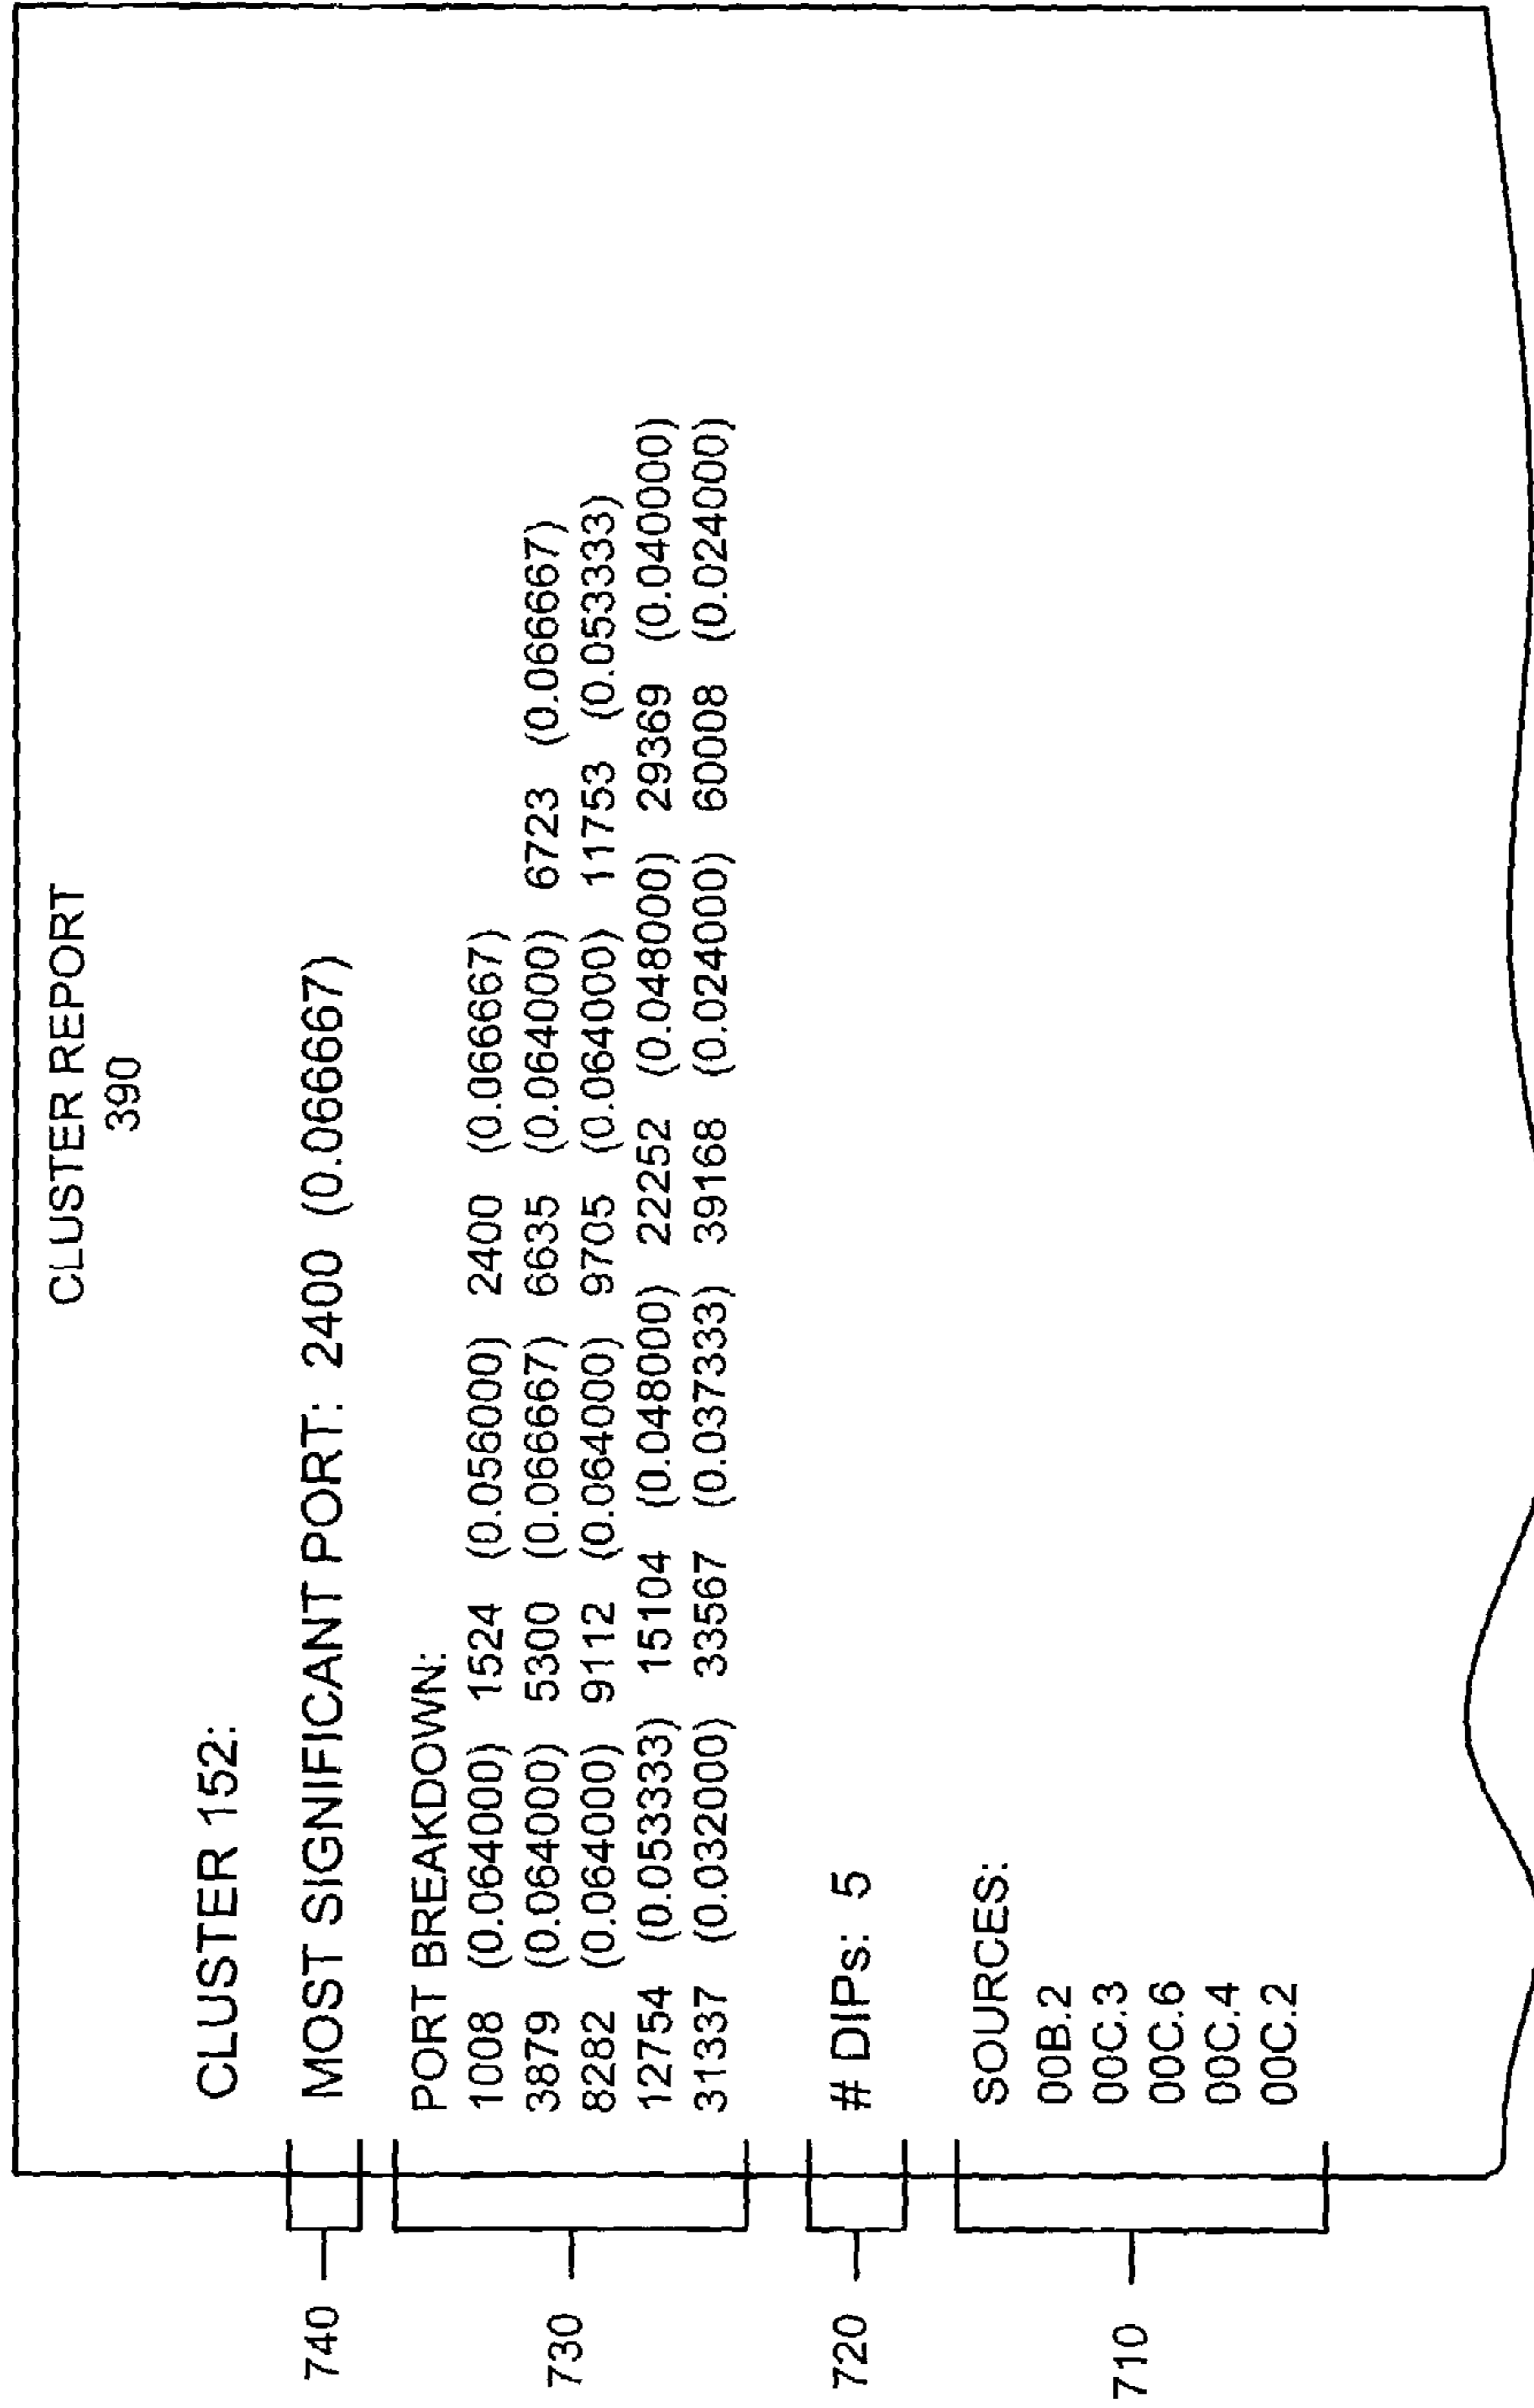 CLUSTER REPORT
390
CLUSTER 152:
740
MOST SIGNIFICANT PORT: 2400 (0.066667)
730
PORT BREAKDOWN:
1008 (0.064000) 1524 (0.056000) 2400 (0.066667)
3879 (0.064000) 5300 (0.066667) 6635 (0.064000) 6723 (0.066667)
8282 (0.064000) 9112 (0.064000) 9705 (0.064000) 11753 (0.053333)
12754 (0.053333) 15104 (0.048000) 22252 (0.048000) 29369 (0.040000)
31337 (0.032000) 33567 (0.037333) 39168 (0.024000) 60008 (0.024000)
720
# DIPs: 5
710
SOURCES:
00B.2
00C.3
00C.6
00C.4
00C.2